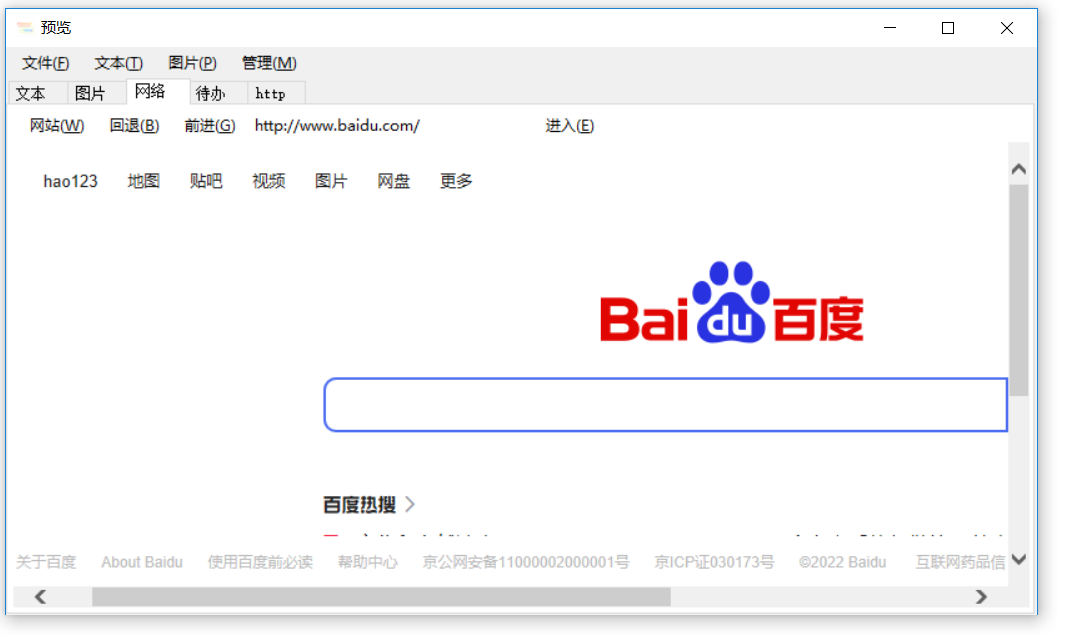 预览
文件(F) 文本(T) 图片(P) 管理(M)
文本 图片 网络 待办 http
网站(W) 回退(B) 前进(G) http://www.baidu.com/ 进入(E)
hao123 地图 贴吧 视频 图片 网盘 更多
Bai du 百度
百度热搜
关于百度 About Baidu 使用百度前必读 帮助中心 京公网安备11000002000001号 京ICP证030173号 ©2022 Baidu 互联网药品信